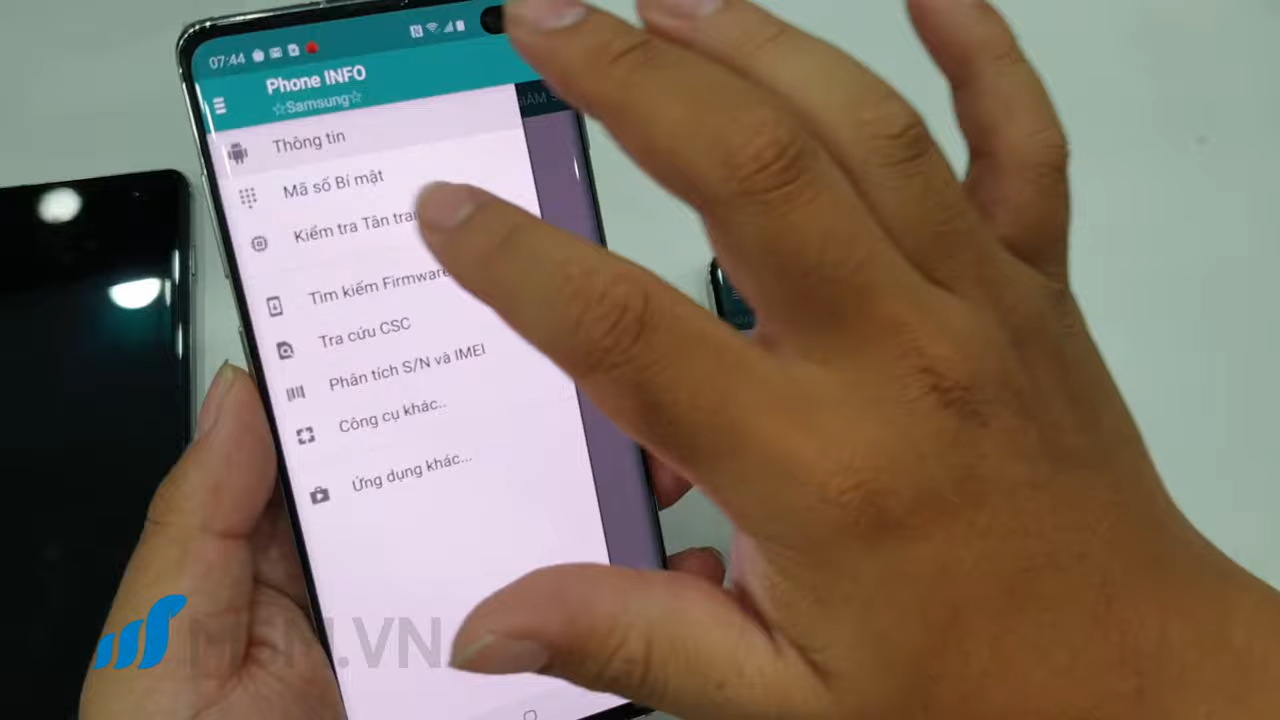 07:44
Phone INFO
☆Samsung☆
Thông tin
Mã số Bí mật
Kiểm tra Tân
Tìm kiếm Firmware
Tra cứu CSC
Phân tích S/N và IMEI
Công cụ khác..
Ứng dụng khác...
.VN